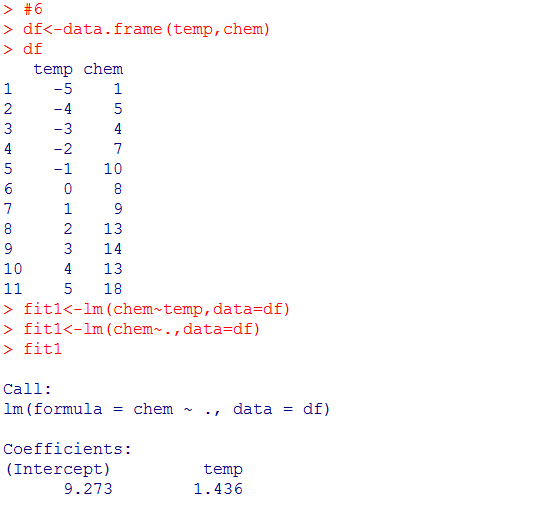 > #6
> df<-data.frame(temp,chem)
> df
   temp chem
1    -5    1
2    -4    5
3    -3    4
4    -2    7
5    -1   10
6     0    8
7     1    9
8     2   13
9     3   14
10    4   13
11    5   18
> fit1<-lm(chem~temp,data=df)
> fit1<-lm(chem~.,data=df)
> fit1
Call:
lm(formula = chem ~ ., data = df)
Coefficients:
(Intercept)         temp
      9.273        1.436